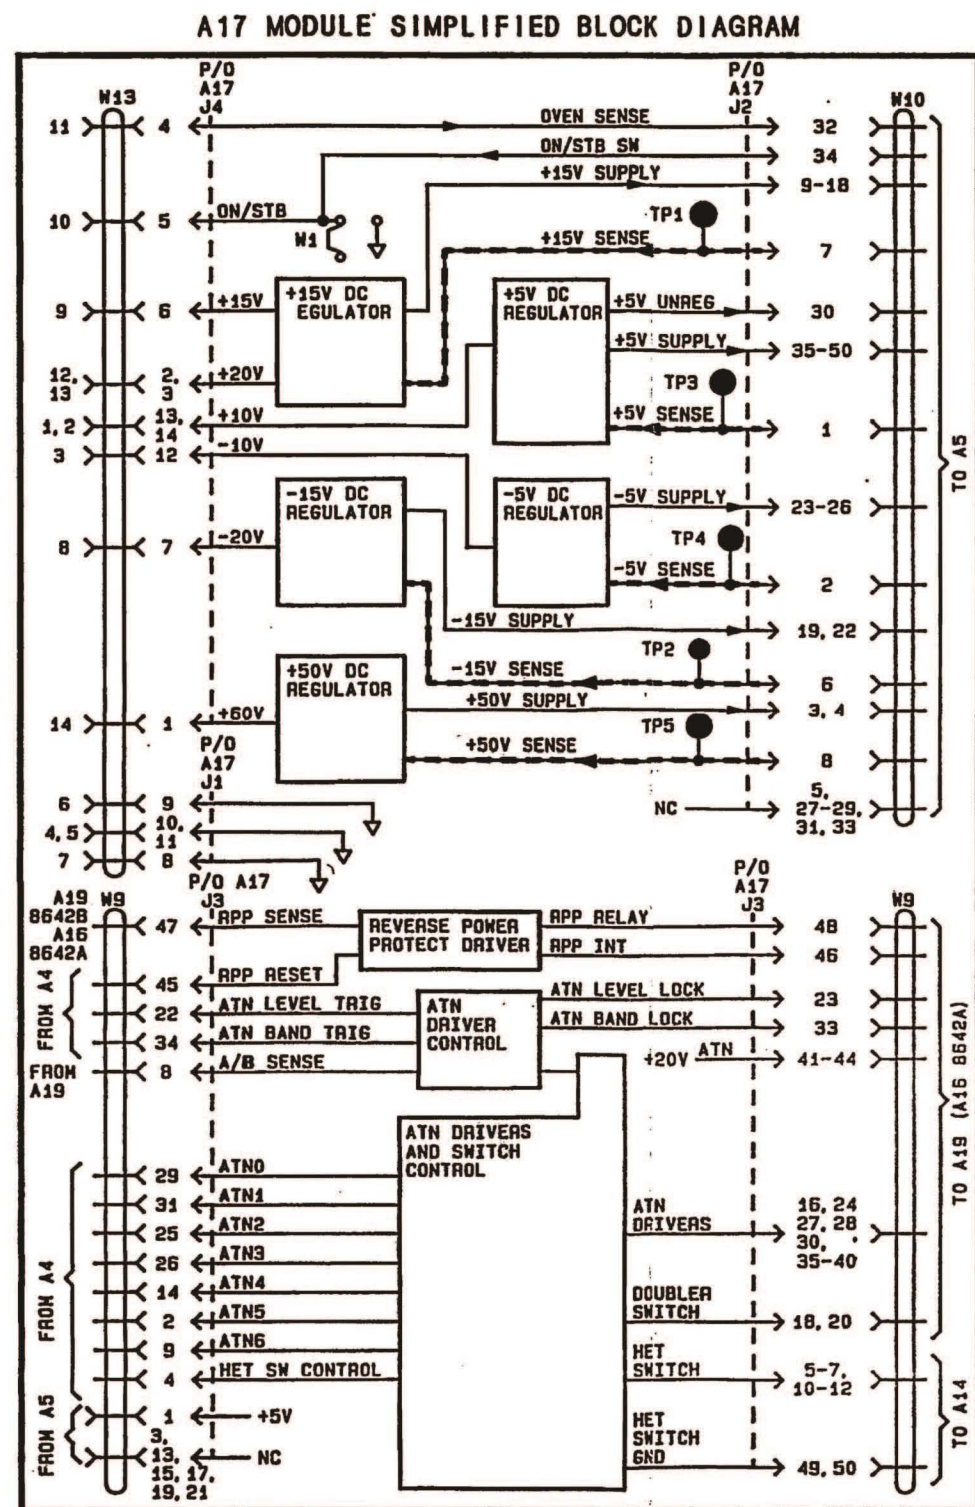 A17 MODULE SIMPLIFIED BLOCK DIAGRAM
P/O
A17
J4
P/O
A17
J2
W13
W10
11
4
OVEN SENSE
32
ON/STB SW
34
+15V SUPPLY
9-18
10
5
ON/STB
W1
TP1
+15V SENSE
7
9
6
+15V
+15V DC
EGULATOR
+5V DC
REGULATOR
+5V UNREG
30
+5V SUPPLY
35-50
12,
13
2,
3
+20V
TP3
1, 2
13,
14
+10V
+5V SENSE
1
3
12
-10V
TO A5
-15V DC
REGULATOR
-5V DC
REGULATOR
-5V SUPPLY
23-26
8
7
-20V
TP4
-5V SENSE
2
-15V SUPPLY
19, 22
TP2
-15V SENSE
6
+50V DC
REGULATOR
+50V SUPPLY
3, 4
14
1
+60V
TP5
+50V SENSE
8
P/O
A17
J1
6
9
NC
5,
27-29,
31, 33
4, 5
10,
11
7
8
P/O A17
J3
P/O
A17
J3
A19
8642B
A16
8642A
W9
W9
47
RPP SENSE
REVERSE POWER
PROTECT DRIVER
RPP RELAY
48
RPP INT
46
45
RPP RESET
FROM A4
22
ATN LEVEL TRIG
ATN
DRIVER
CONTROL
ATN LEVEL LOCK
23
34
ATN BAND TRIG
ATN BAND LOCK
33
FROM
A19
8
A/B SENSE
+20V
ATN
41-44
TO A19 (A16 8642A)
ATN DRIVERS
AND SWITCH
CONTROL
29
ATN0
31
ATN1
25
ATN2
ATN
DRIVERS
16, 24
27, 28
30,
35-40
26
ATN3
14
ATN4
2
ATN5
DOUBLER
SWITCH
18, 20
9
ATN6
4
HET SW CONTROL
HET
SWITCH
5-7,
10-12
FROM A4
FROM A5
1
+5V
3,
13,
15, 17,
19, 21
NC
HET
SWITCH
GND
49, 50
TO A14